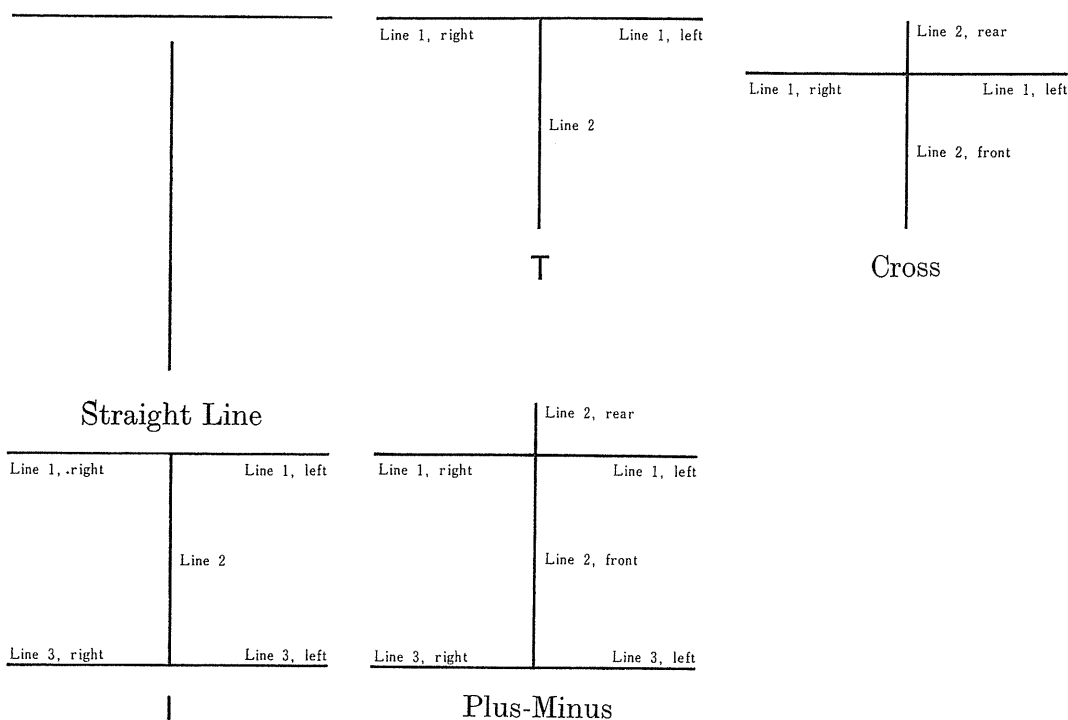 Line 1, right
Line 1, left
Line 2
T
Line 2, rear
Line 1, right
Line 1, left
Line 2, front
Cross
Straight Line
Line 1, .right
Line 1, left
Line 2
Line 3, right
Line 3, left
I
Line 2, rear
Line 1, right
Line 1, left
Line 2, front
Line 3, right
Line 3, left
Plus-Minus